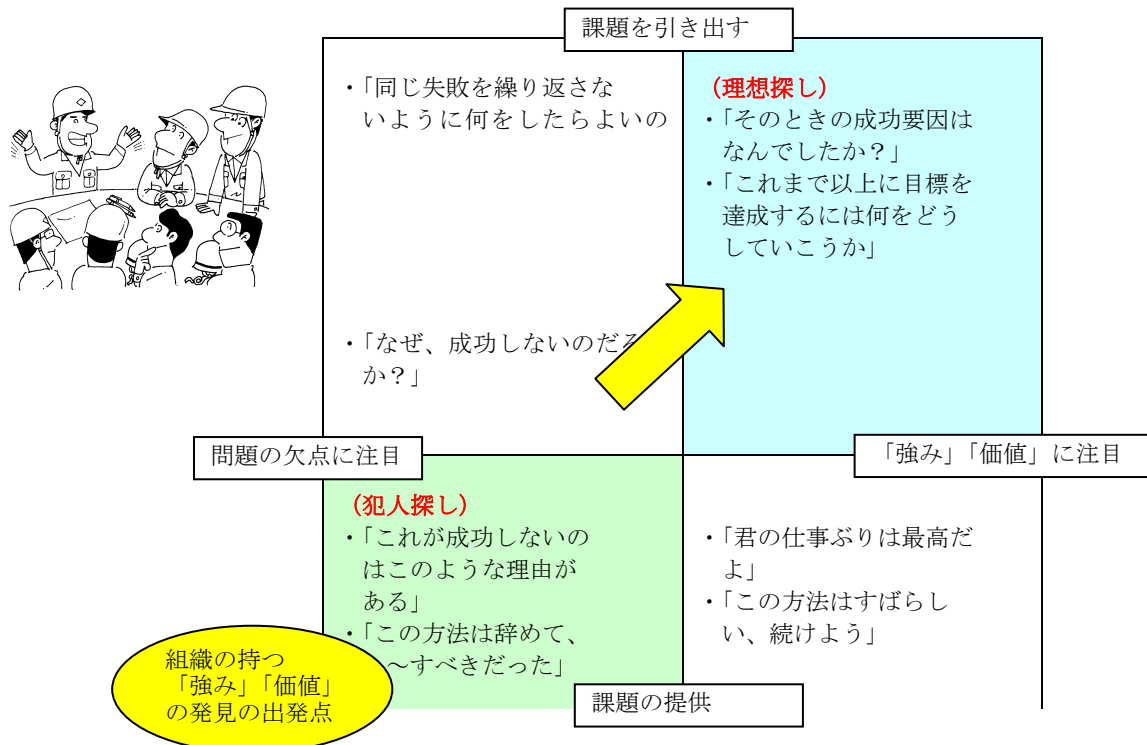 課題を引き出す
・「同じ失敗を繰り返さな
いように何をしたらよいの
・「なぜ、成功しないのだろ
か？」
（理想探し）
・「そのときの成功要因は
なんでしたか？」
・「これまで以上に目標を
達成するには何をどう
していこうか」
問題の欠点に注目
「強み」「価値」に注目
（犯人探し）
・「これが成功しないの
はこのような理由が
ある」
・「この方法は辞めて、
～すべきだった」
・「君の仕事ぶりは最高だ
よ」
・「この方法はすばらし
い、続けよう」
組織の持つ
「強み」「価値」
の発見の出発点
課題の提供